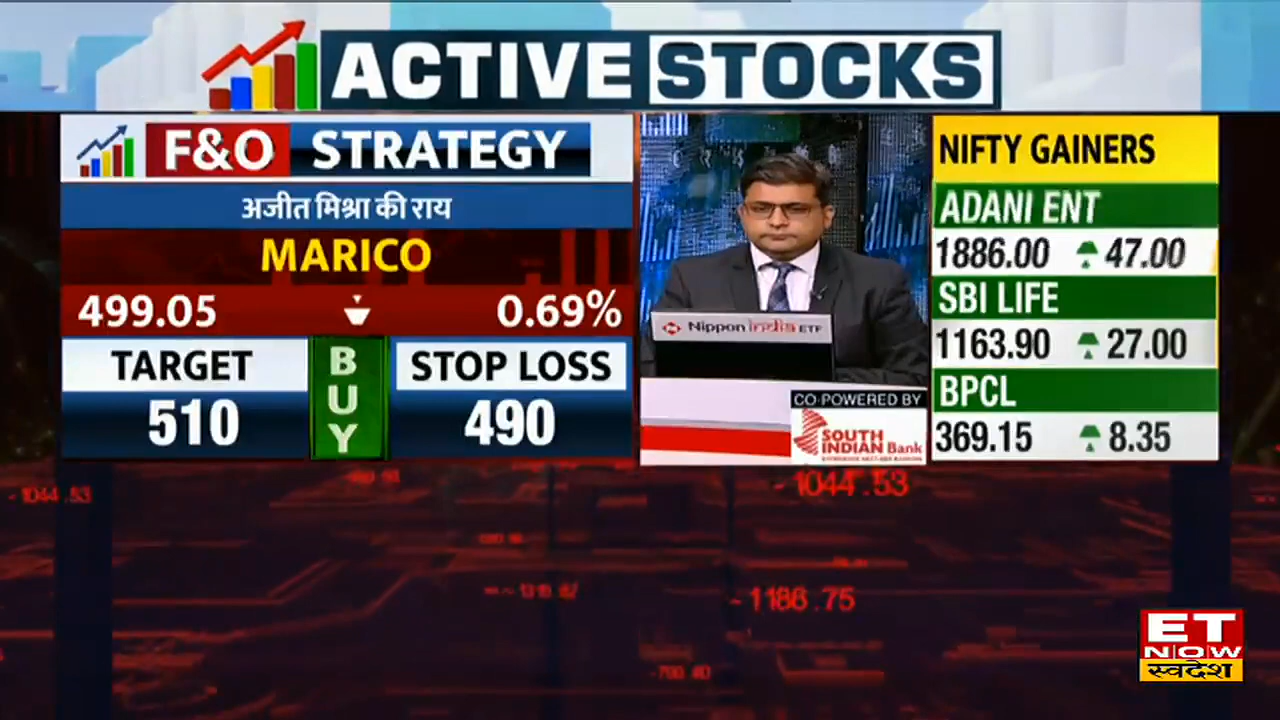 ACTIVE STOCKS
F&O STRATEGY
अजीत मिश्रा की राय
MARICO
499.05 0.69%
TARGET
510
BUY
STOP LOSS
490
Nippon india ETF
CO-POWERED BY
SOUTH
INDIAN Bank
NIFTY GAINERS
ADANI ENT
1886.00 47.00
SBI LIFE
1163.90 27.00
BPCL
369.15 8.35
-1044.53
-1044.53
-1186.75
ET
NOW
स्वदेश